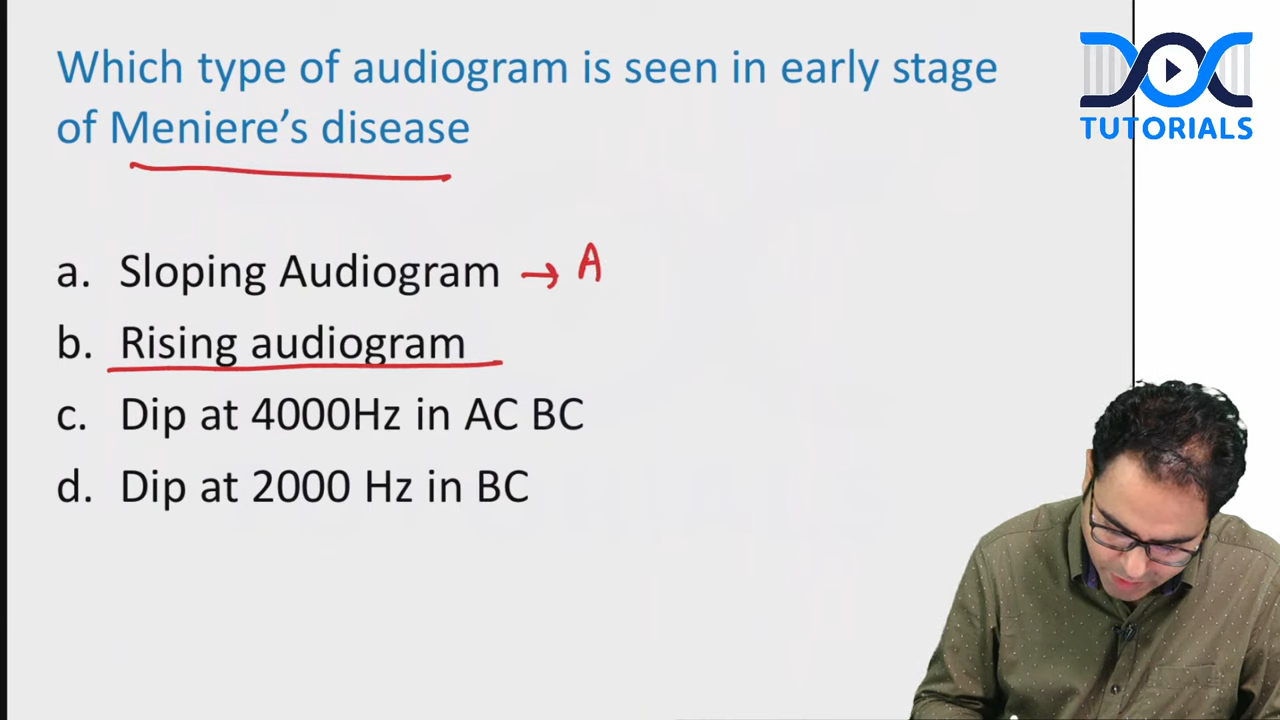 Which type of audiogram is seen in early stage
of Meniere’s disease
DOC
TUTORIALS
a. Sloping Audiogram → A
b. Rising audiogram
c. Dip at 4000Hz in AC BC
d. Dip at 2000 Hz in BC